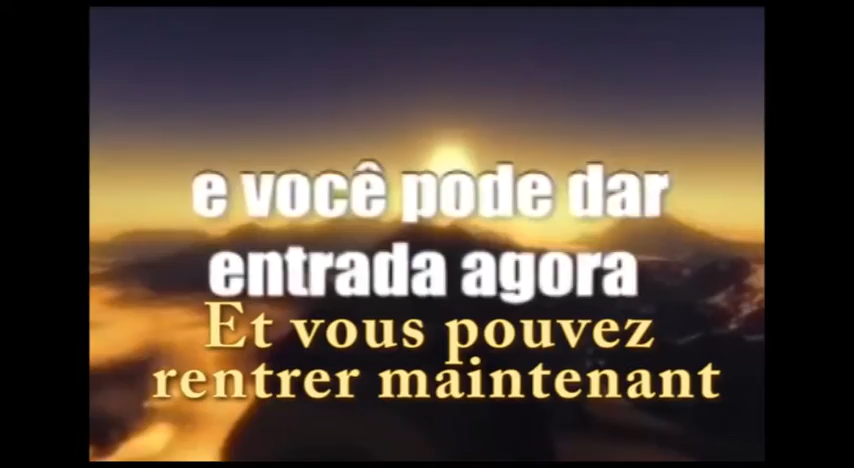 e você pode dar
entrada agora
Et vous pouvez
rentrer maintenant